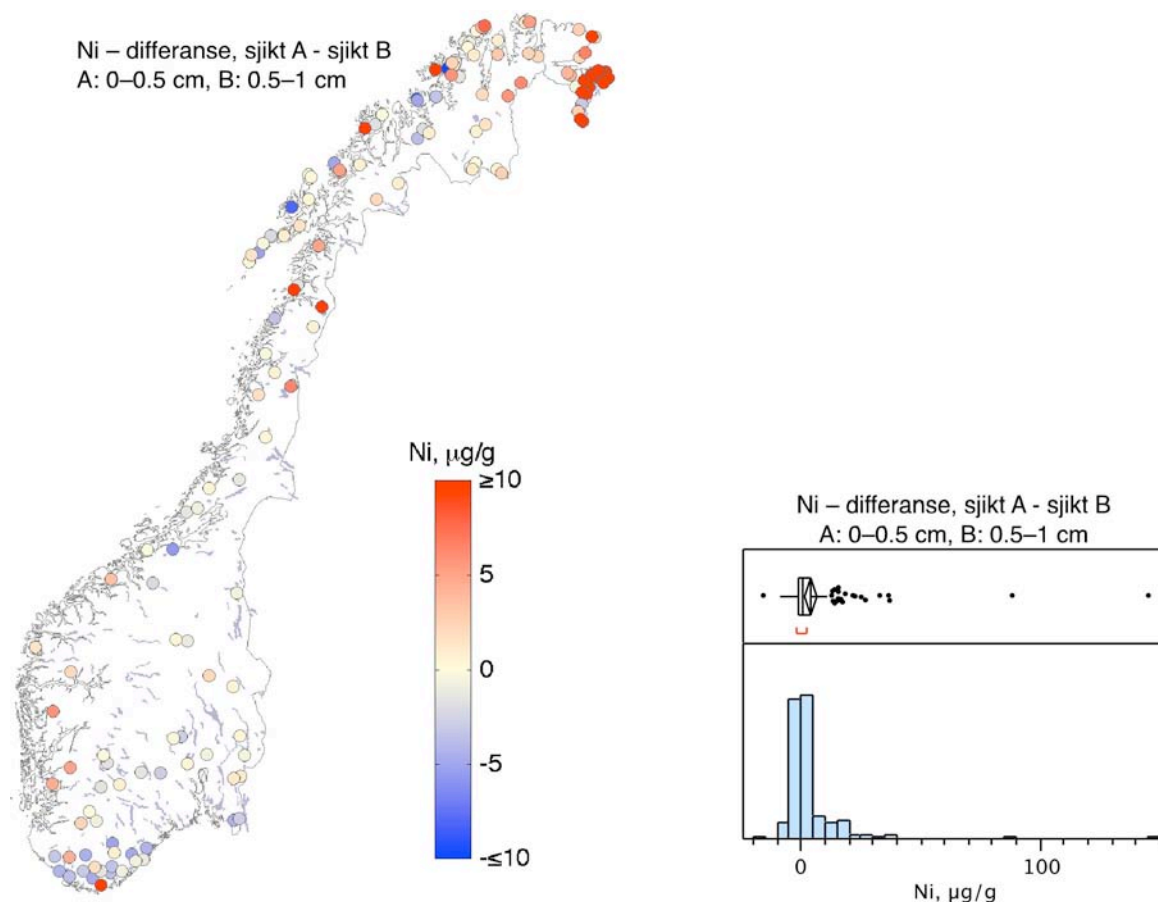 Ni – differanse, sjikt A - sjikt B
A: 0–0.5 cm, B: 0.5–1 cm
Ni, µg/g
≥10
5
0
-5
-≤10
Ni – differanse, sjikt A - sjikt B
A: 0–0.5 cm, B: 0.5–1 cm
0
100
Ni, µg/g